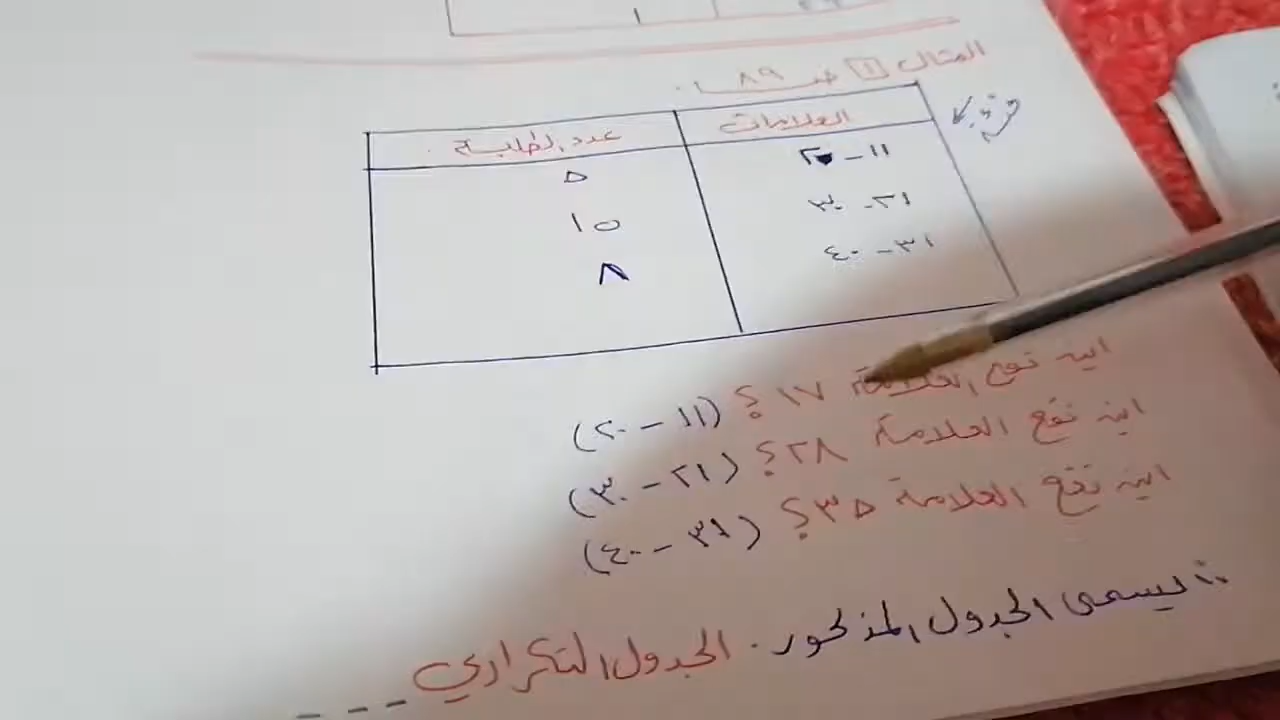 المثال ١ ص ٨٩
العلامات عدد الطلبة
١١ - ٢٠ ٥
٢١ - ٣٠ ١٥
٣١ - ٤٠ ٨
اين تقع العلامة ١٧ ؟ (١١ - ٢٠)
اين تقع العلامة ٢٨ ؟ (٢١ - ٣٠)
اين تقع العلامة ٣٥ ؟ (٣١ - ٤٠)
∴ يسمى الجدول المذكور . الجدول التكراري